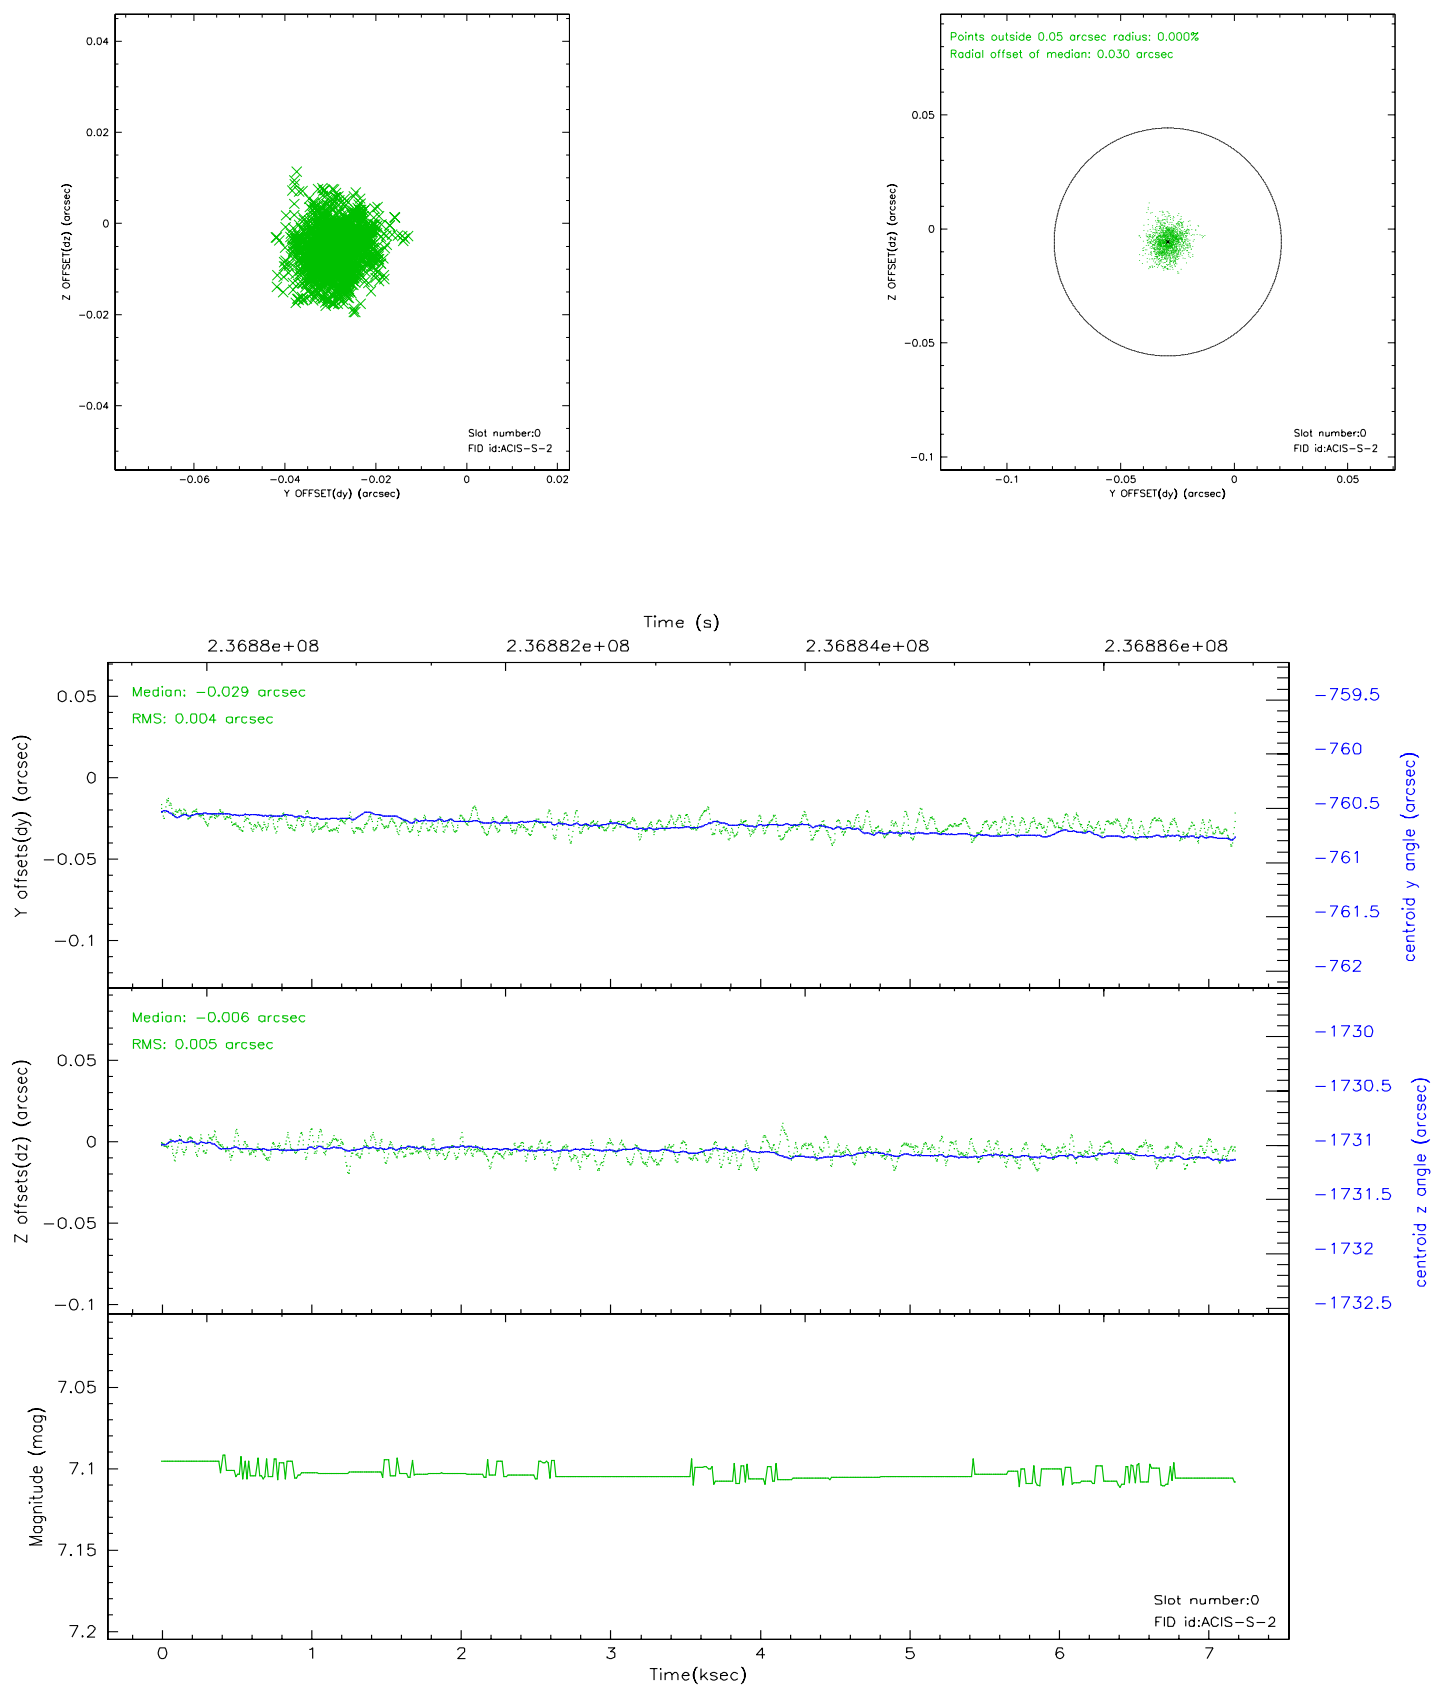 0.04
0.02
0
−0.02
−0.04
Z OFFSET(dz) (arcsec)
Slot number:0
FID id:ACIS−S−2
−0.06
−0.04
−0.02
0
0.02
Y OFFSET(dy) (arcsec)
Points outside 0.05 arcsec radius: 0.000%
Radial offset of median: 0.030 arcsec
0.05
0
−0.05
−0.1
Z OFFSET(dz) (arcsec)
Slot number:0
FID id:ACIS−S−2
−0.1
−0.05
0
0.05
Y OFFSET(dy) (arcsec)
Time (s)
2.3688e+08
2.36882e+08
2.36884e+08
2.36886e+08
Median: −0.029 arcsec
RMS: 0.004 arcsec
0.05
0
−0.05
−0.1
Y offsets(dy) (arcsec)
−759.5
−760
−760.5
−761
−761.5
−762
centroid y angle (arcsec)
Median: −0.006 arcsec
RMS: 0.005 arcsec
0.05
0
−0.05
−0.1
Z offsets(dz) (arcsec)
−1730
−1730.5
−1731
−1731.5
−1732
−1732.5
centroid z angle (arcsec)
7.05
7.1
7.15
7.2
Magnitude (mag)
Slot number:0
FID id:ACIS−S−2
0
1
2
3
4
5
6
7
Time(ksec)